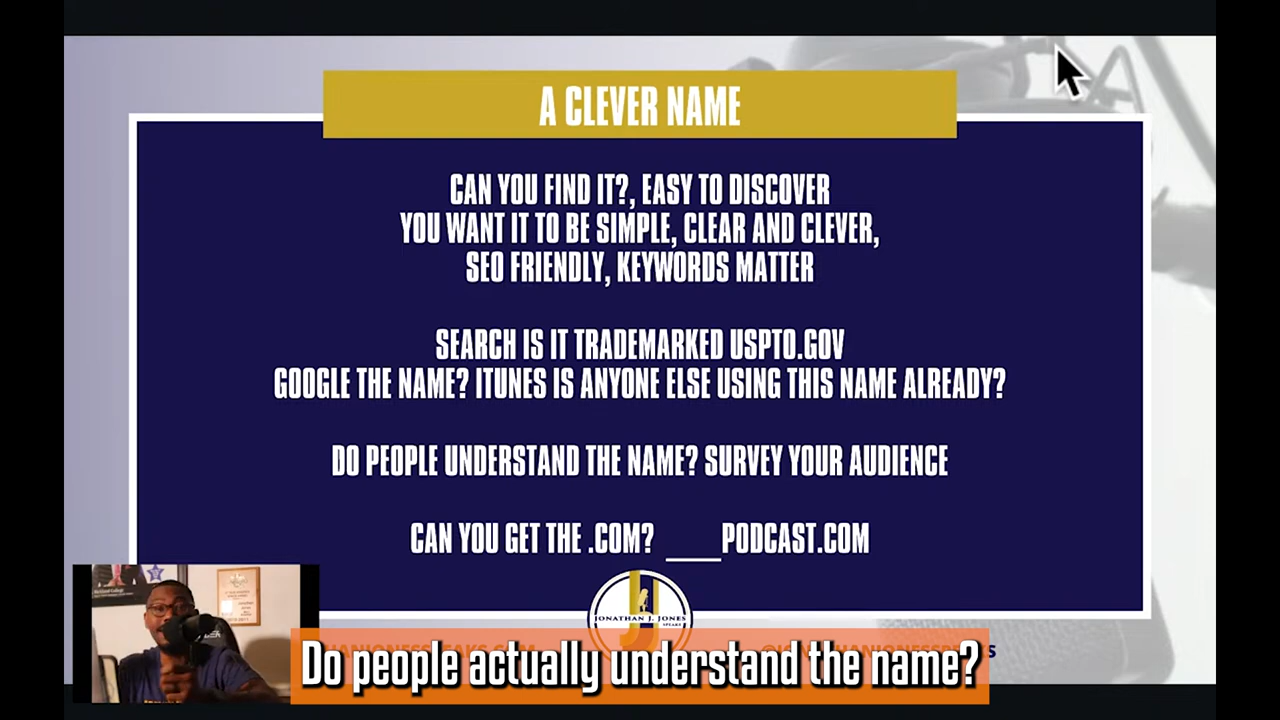 A CLEVER NAME
CAN YOU FIND IT?, EASY TO DISCOVER
YOU WANT IT TO BE SIMPLE, CLEAR AND CLEVER,
SEO FRIENDLY, KEYWORDS MATTER
SEARCH IS IT TRADEMARKED USPTO.GOV
GOOGLE THE NAME? ITUNES IS ANYONE ELSE USING THIS NAME ALREADY?
DO PEOPLE UNDERSTAND THE NAME? SURVEY YOUR AUDIENCE
CAN YOU GET THE .COM? ____PODCAST.COM
JONATHAN J. JONES
SPEAKS
Do people actually understand the name?